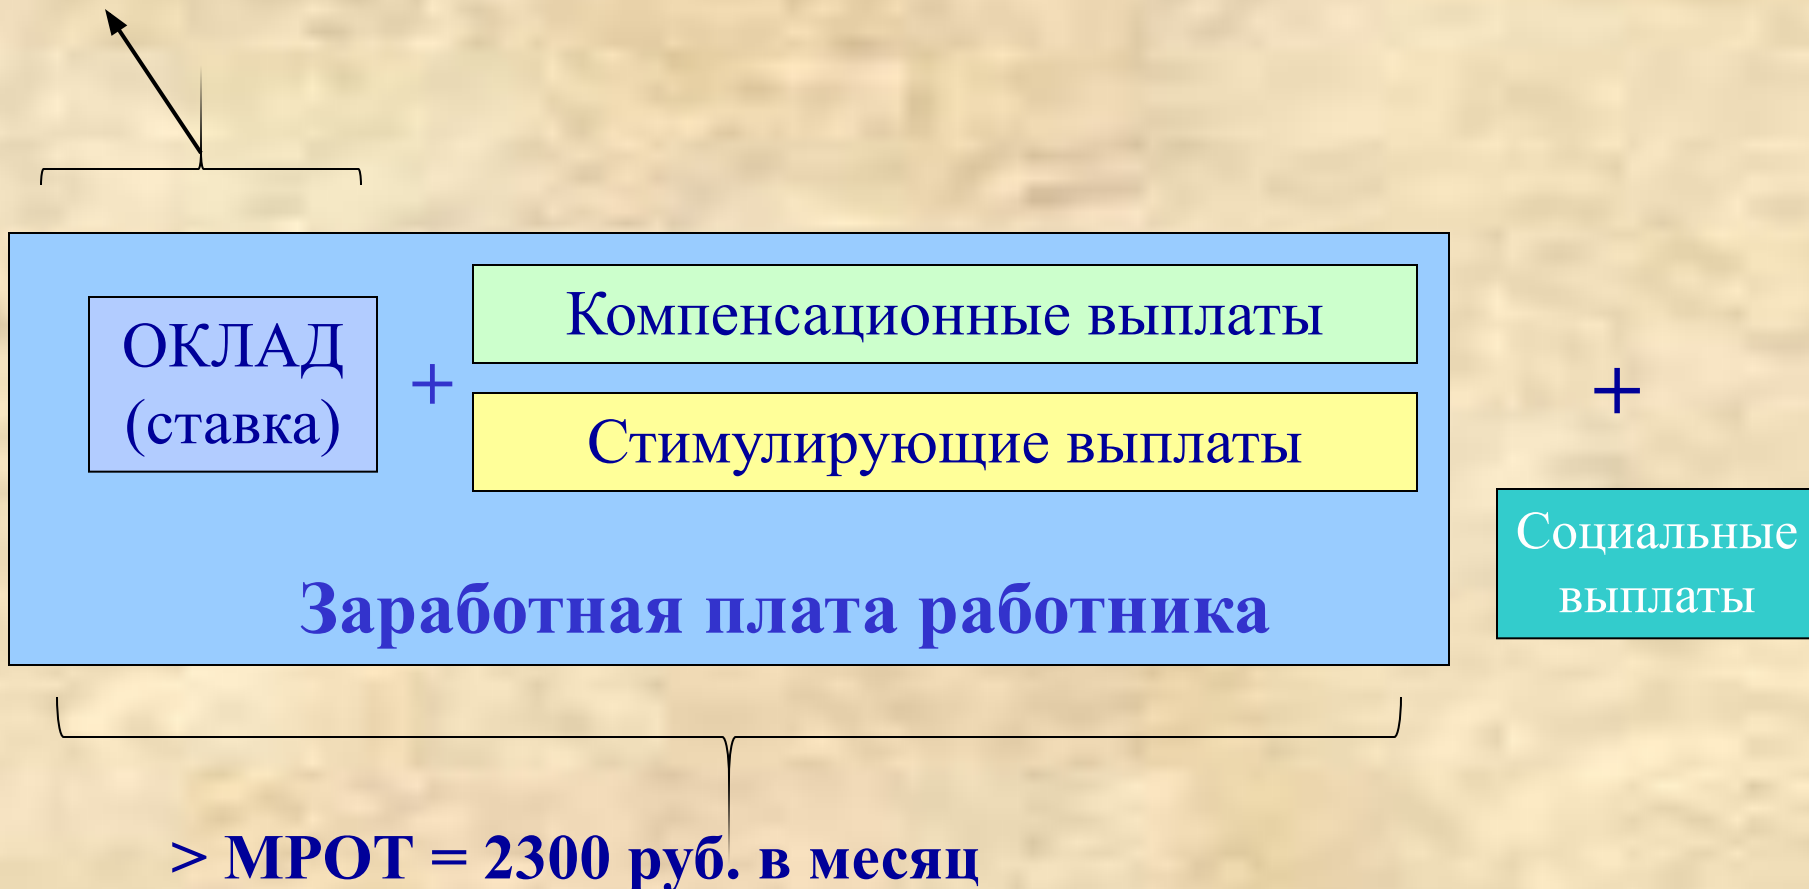 ОКЛАД
(ставка)
+
Компенсационные выплаты
Стимулирующие выплаты
Заработная плата работника
+
Социальные
выплаты
> МРОТ = 2300 руб. в месяц